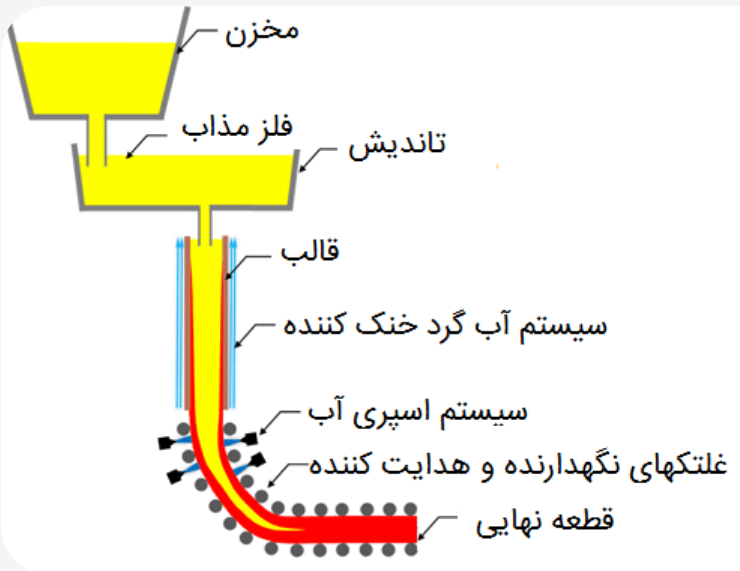 مخزن
فلز مذاب
تاندیش
قالب
سیستم آب گرد خنک کننده
سیستم اسپری آب
غلتکهای نگهدارنده و هدایت کننده
قطعه نهایی